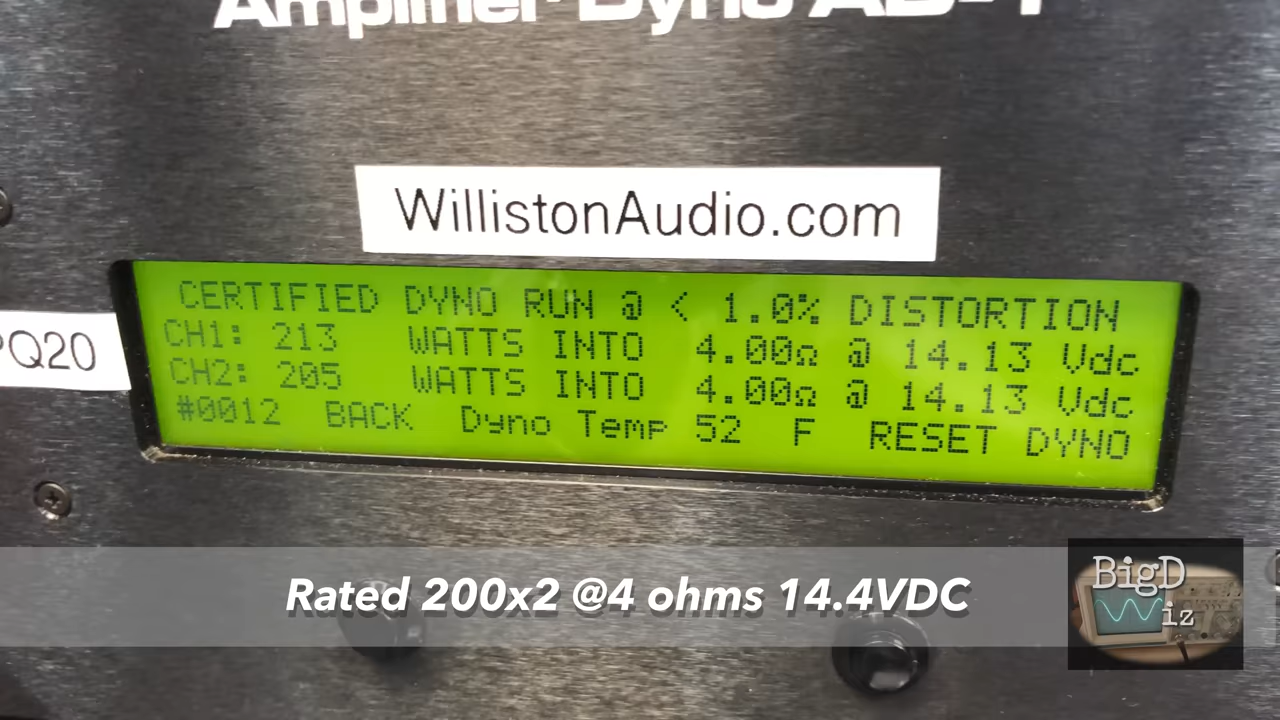 Amplifier Dyno AD-1
WillistonAudio.com
PQ20
CERTIFIED DYNO RUN @ < 1.0% DISTORTION
CH1: 213 WATTS INTO 4.00Ω @ 14.13 Vdc
CH2: 205 WATTS INTO 4.00Ω @ 14.13 Vdc
#0012 BACK Dyno Temp 52 F RESET DYNO
Rated 200x2 @4 ohms 14.4VDC
BigD
Wiz